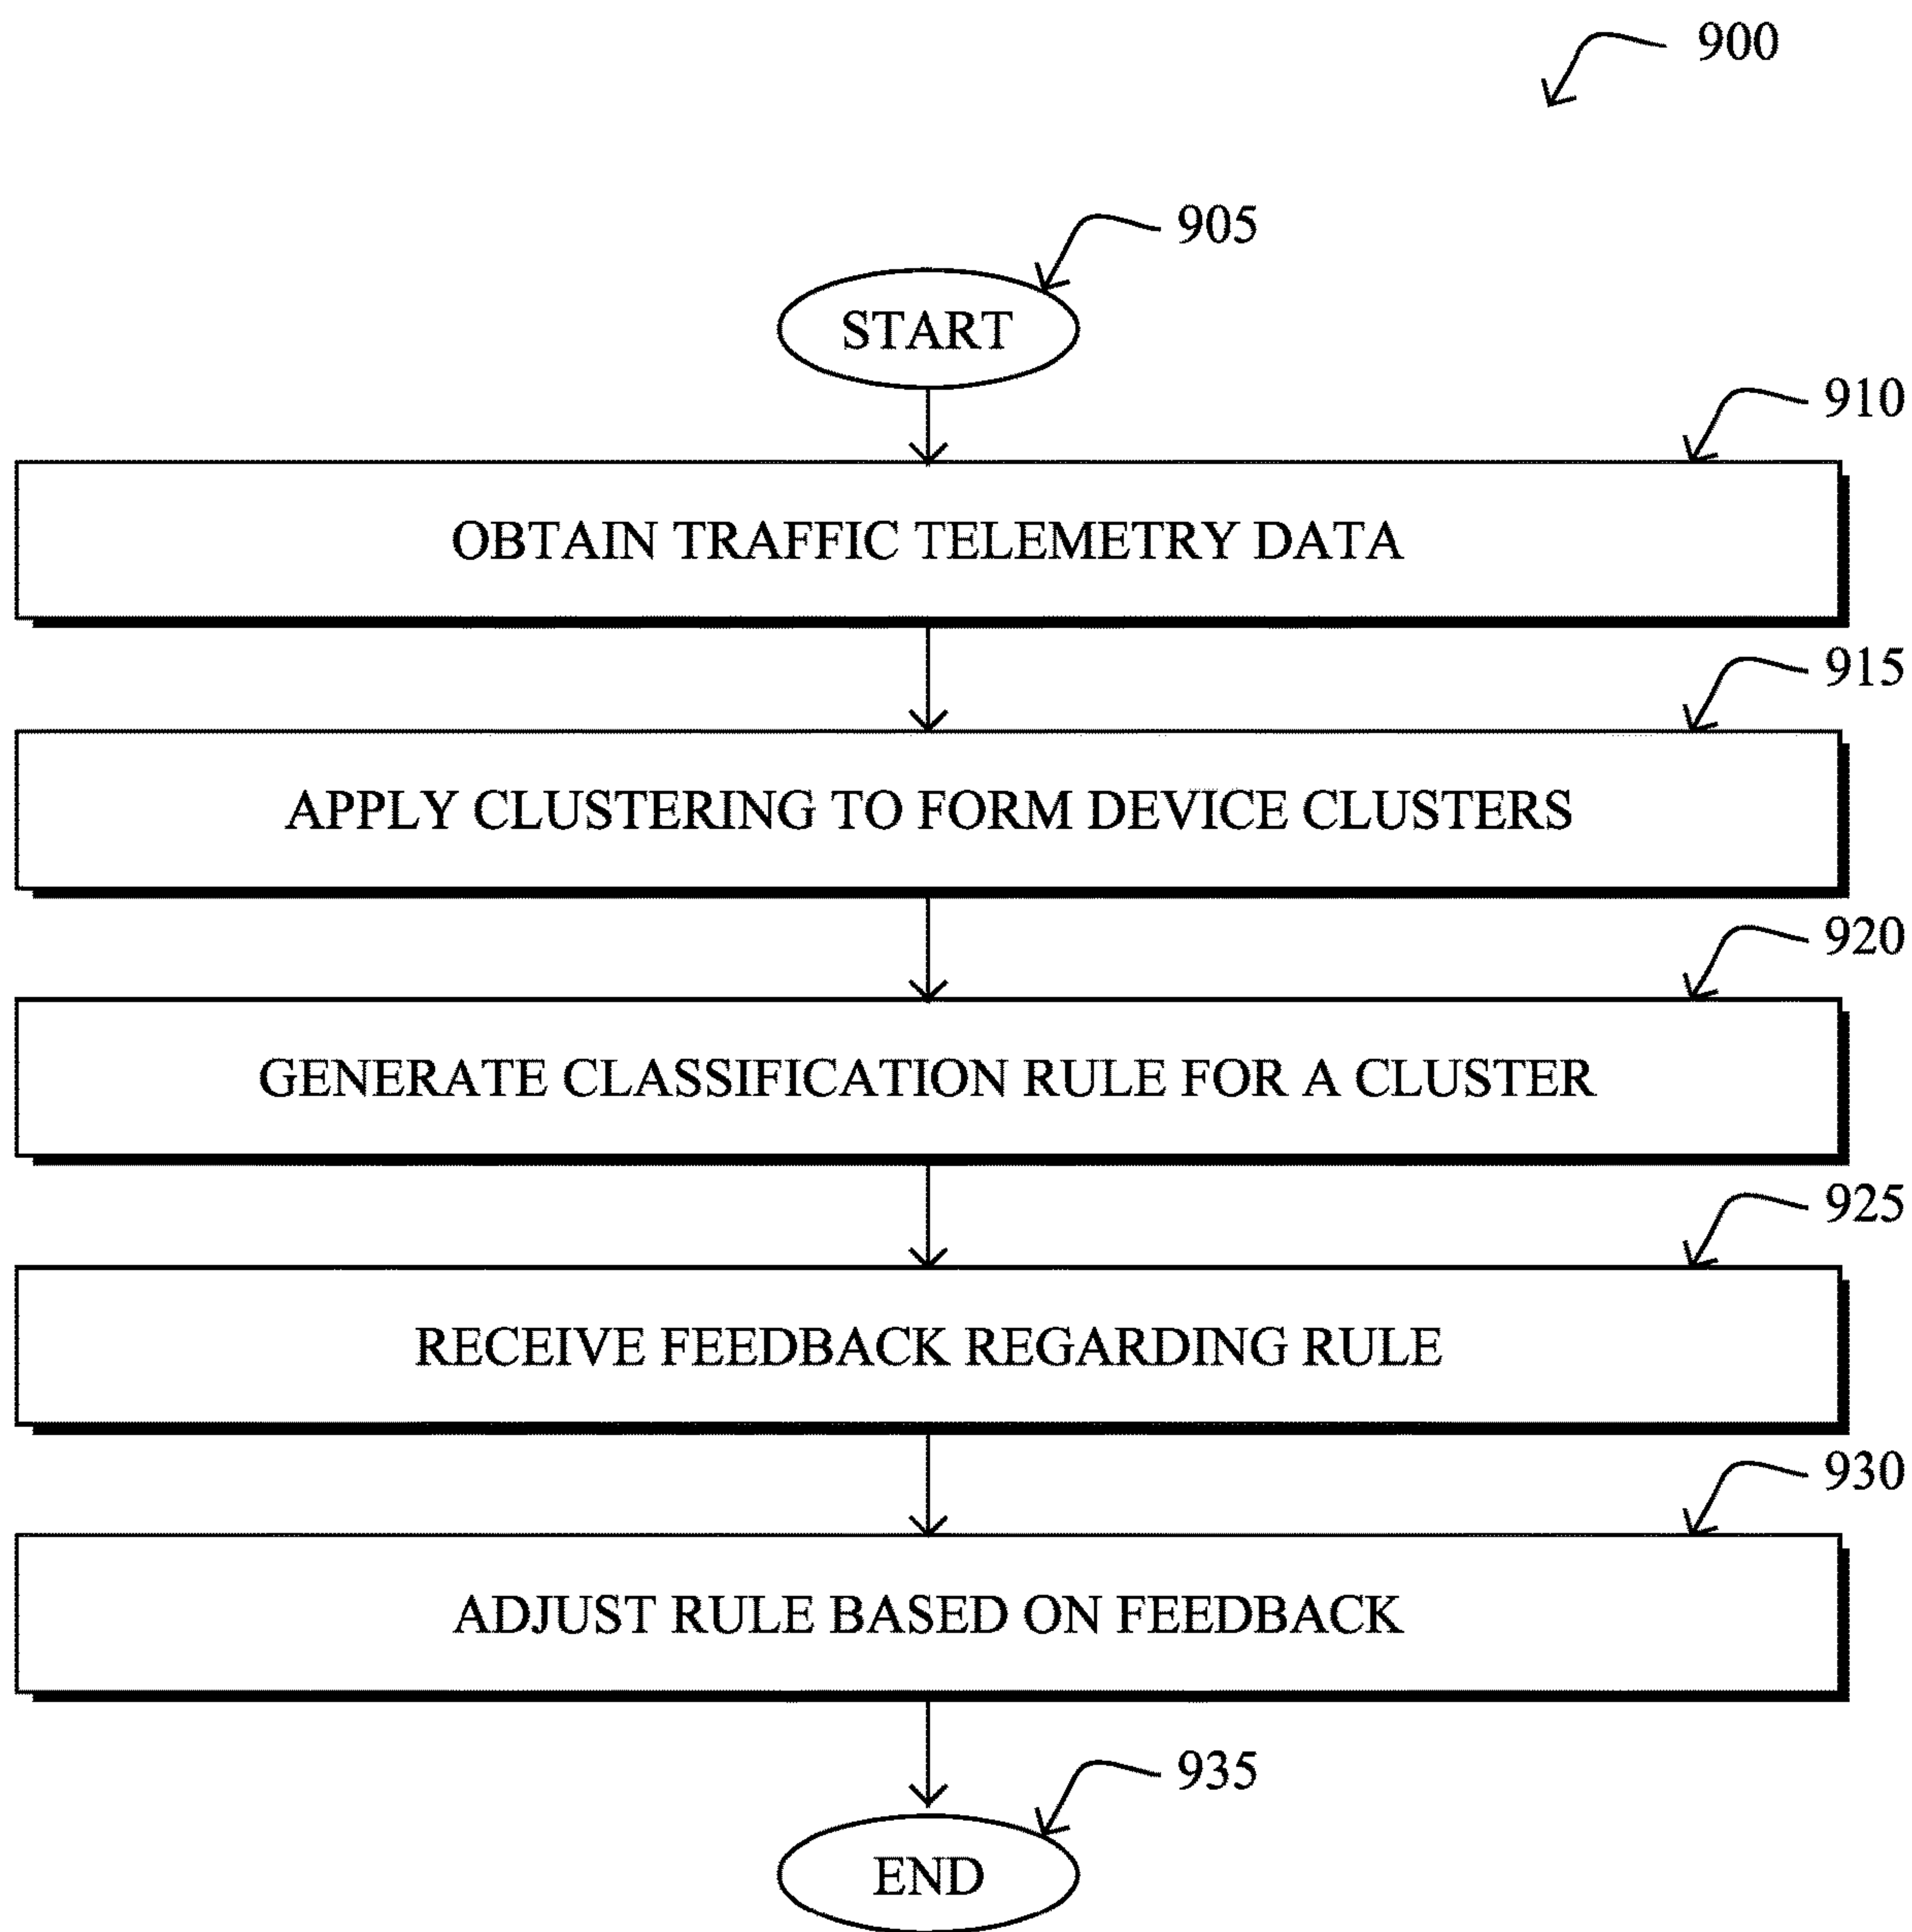 900
905
START
910
OBTAIN TRAFFIC TELEMETRY DATA
915
APPLY CLUSTERING TO FORM DEVICE CLUSTERS
920
GENERATE CLASSIFICATION RULE FOR A CLUSTER
925
RECEIVE FEEDBACK REGARDING RULE
930
ADJUST RULE BASED ON FEEDBACK
935
END